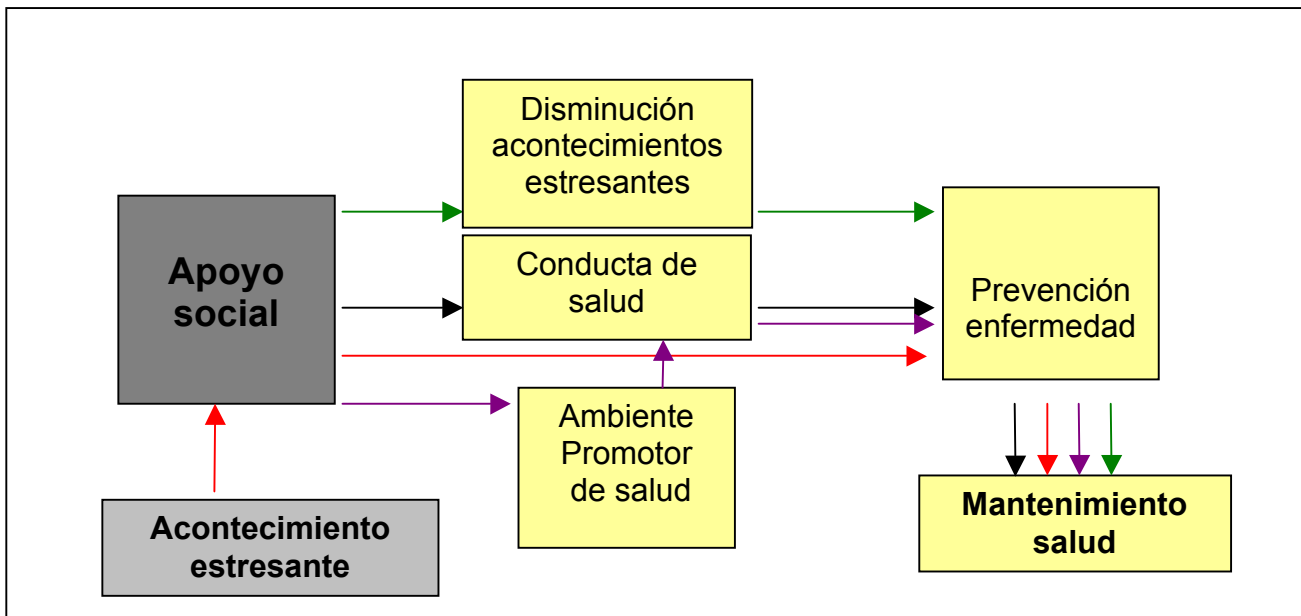 Disminución
acontecimientos
estresantes
Apoyo
social
Conducta de
salud
Prevención
enfermedad
Ambiente
Promotor
de salud
Acontecimiento
estresante
Mantenimiento
salud